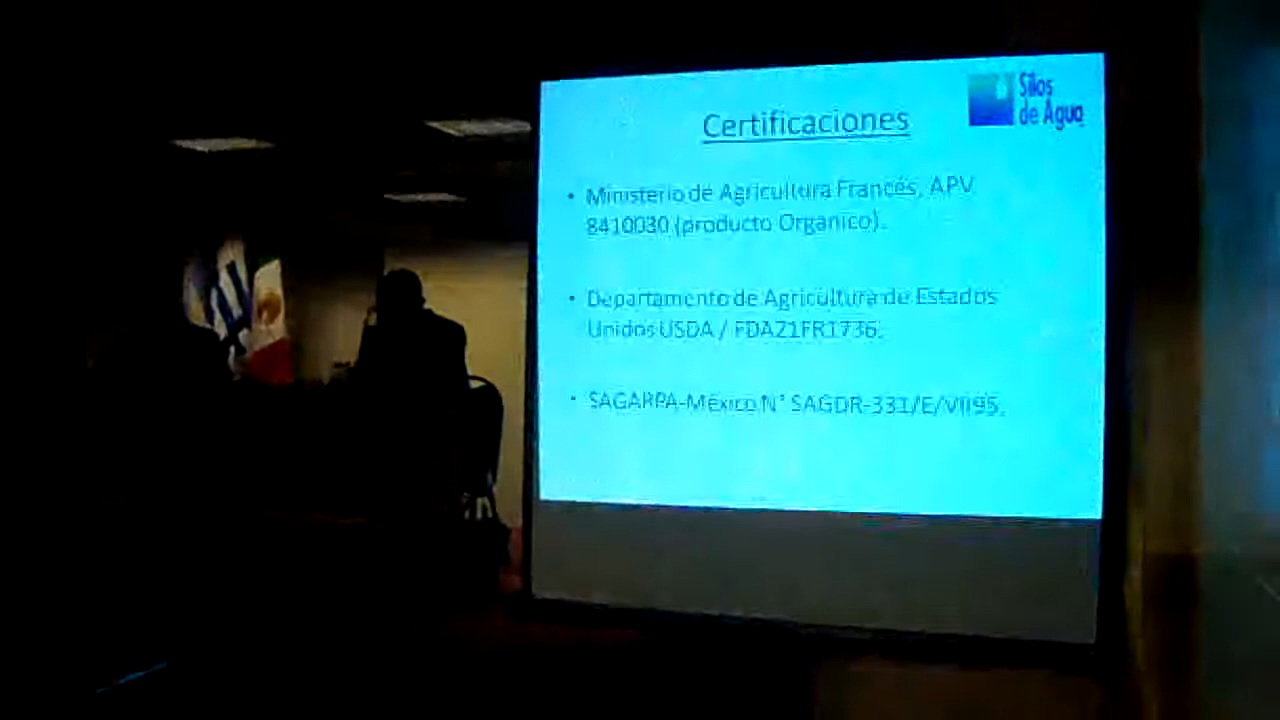 Silos
de Agua
Certificaciones
• Ministerio de Agricultura Francés, APV
8410030 (producto Organico).
• Departamento de Agricultura de Estados
Unidos USDA / FDA21FR1736.
• SAGARPA-México N° SAGDR-331/E/VII95.